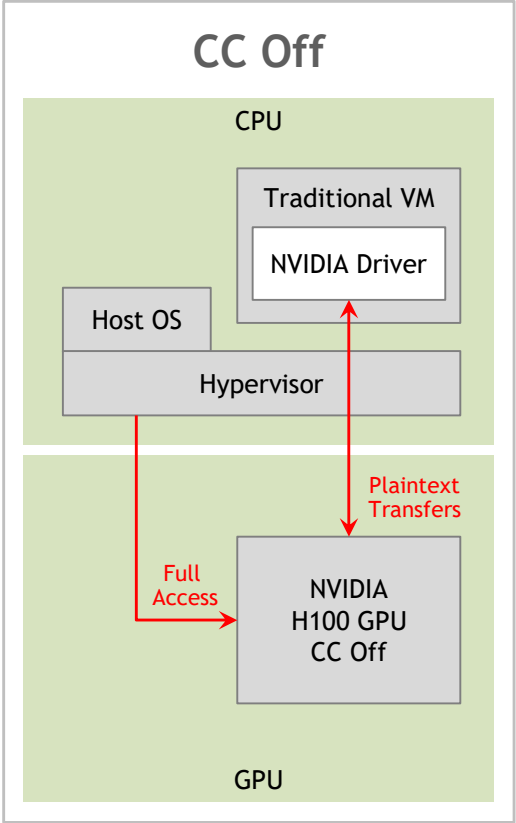 CC Off
CPU
Traditional VM
NVIDIA Driver
Host OS
Hypervisor
Plaintext
Transfers
Full
Access
NVIDIA
H100 GPU
CC Off
GPU